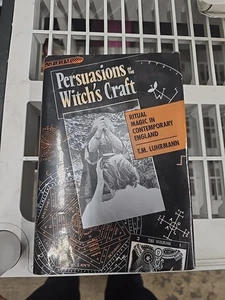 Persuasions of the
Witch's Craft
RITUAL
MAGIC IN
CONTEMPORARY
ENGLAND
T.M. LUHRMANN